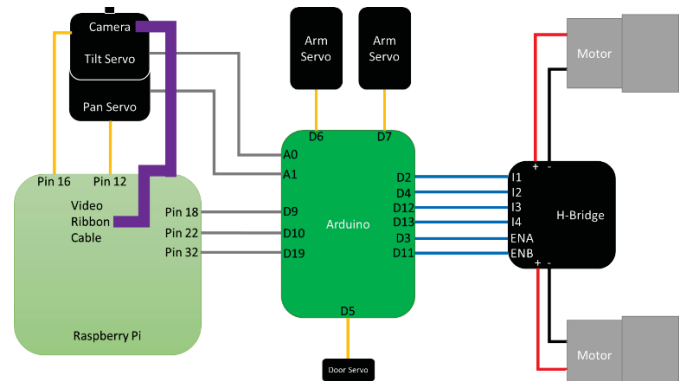 Camera
Tilt Servo
Pan Servo
Arm
Servo
Arm
Servo
Motor
D6
D7
A0
A1
Pin 16
Pin 12
Video
Ribbon
Cable
Pin 18
Pin 22
Pin 32
D9
D10
D19
Arduino
D2
D4
D12
D13
D3
D11
+
-
I1
I2
I3
I4
ENA
ENB
H-Bridge
+
-
D5
Raspberry Pi
Door Servo
Motor